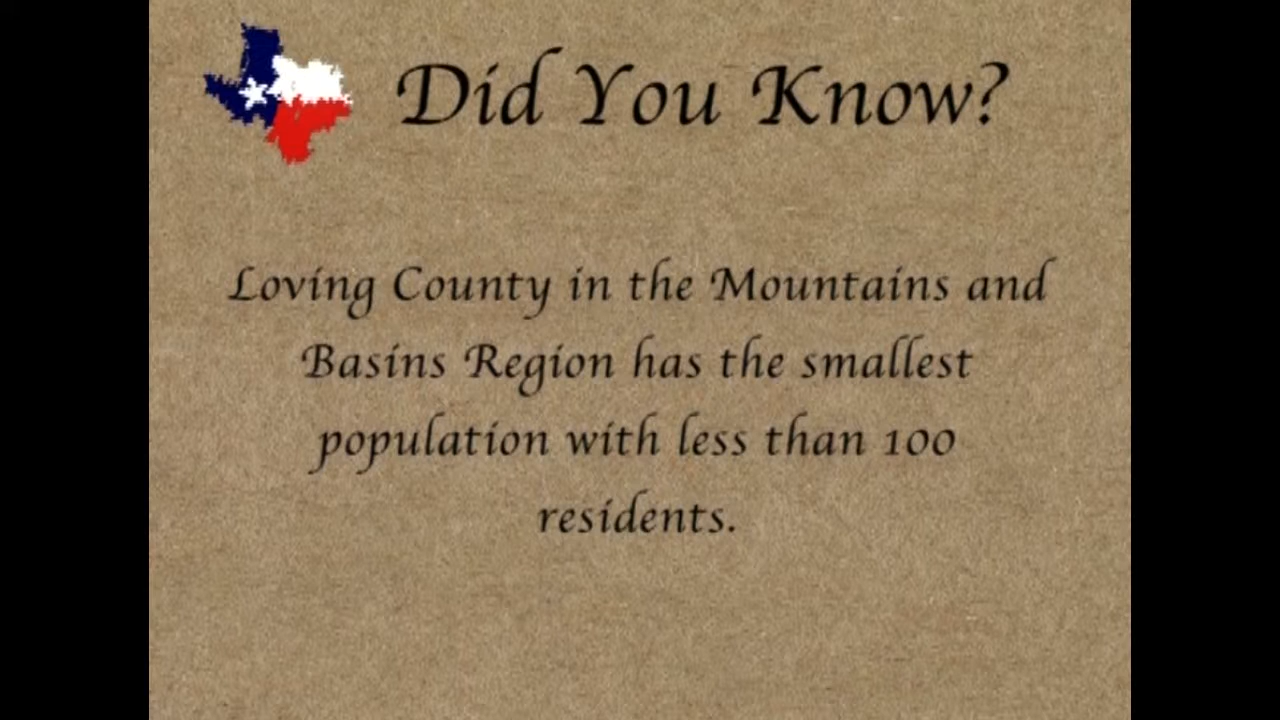 Did You Know?
Loving County in the Mountains and
Basins Region has the smallest
population with less than 100
residents.